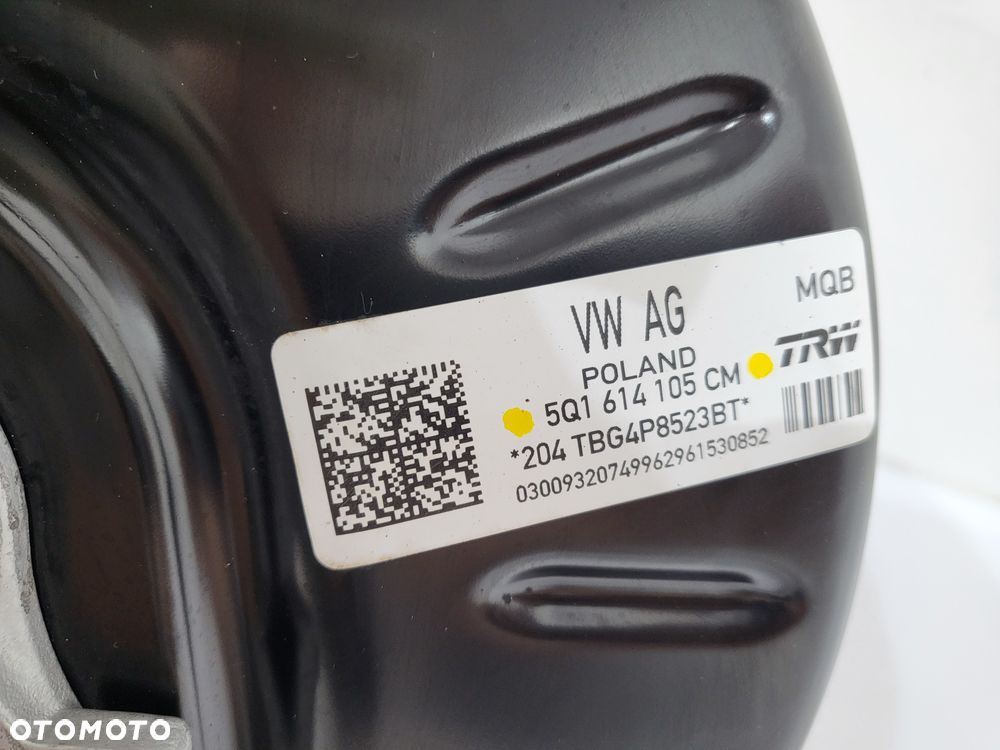 VW AG
MQB
POLAND
TRW
5Q1 614 105 CM
*204 TBG4P8523BT*
03009320749962961530852
OTOMOTO